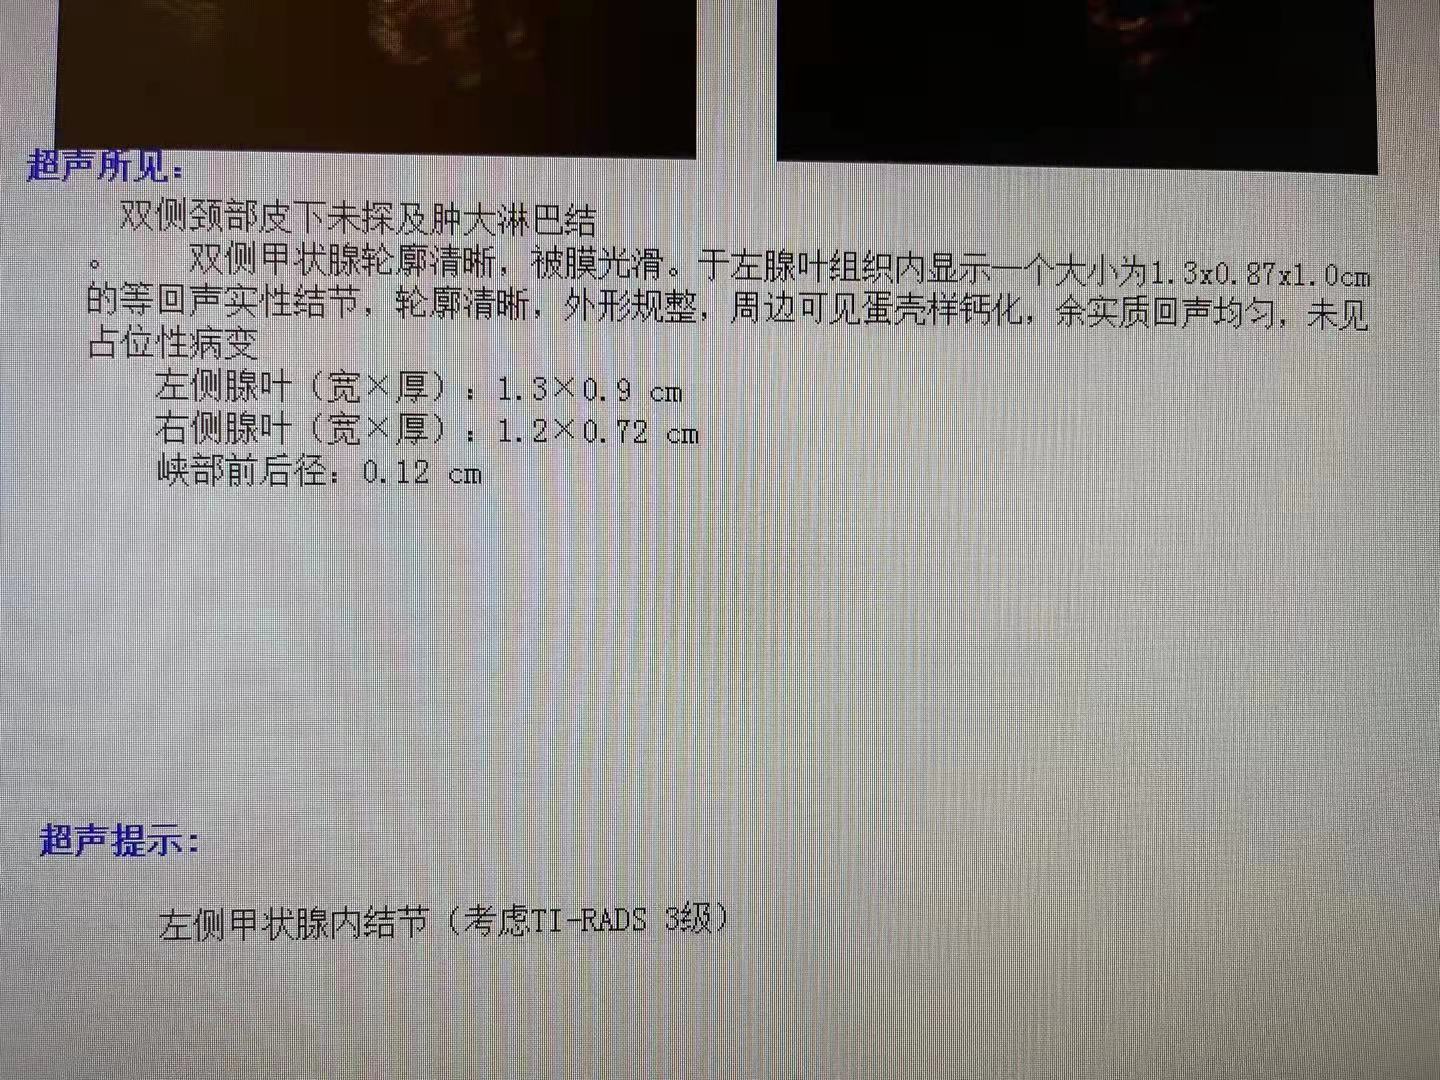 超声所见：
双侧颈部皮下未探及肿大淋巴结
。 双侧甲状腺轮廓清晰，被膜光滑。于左腺叶组织内显示一个大小为1.3x0.87x1.0cm
的等回声实性结节，轮廓清晰，外形规整，周边可见蛋壳样钙化，余实质回声均匀，未见
占位性病变
左侧腺叶（宽×厚）：1.3×0.9 cm
右侧腺叶（宽×厚）：1.2×0.72 cm
峡部前后径：0.12 cm
超声提示：
左侧甲状腺内结节（考虑TI-RADS 3级）